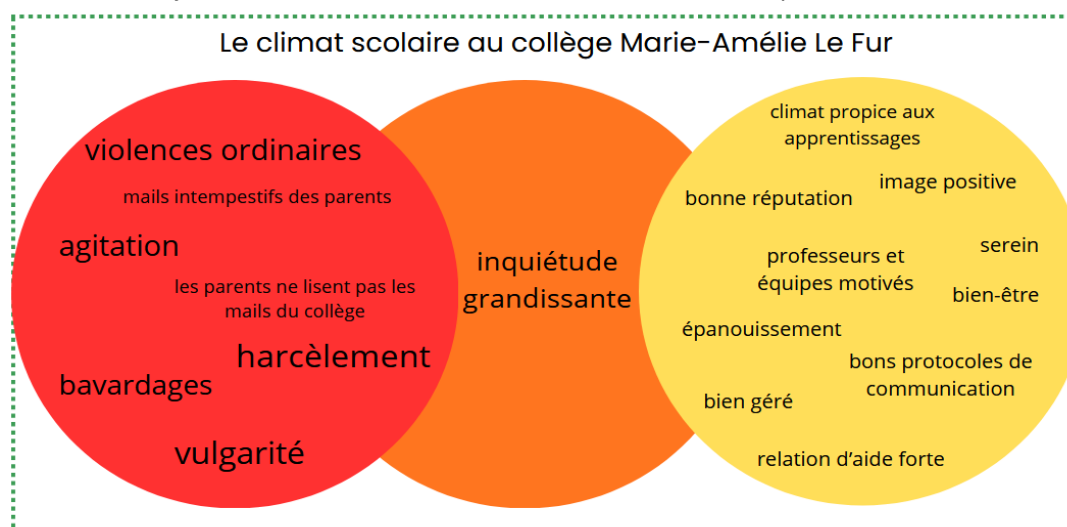 Le climat scolaire au collège Marie-Amélie Le Fur
violences ordinaires
mails intempestifs des parents
agitation
les parents ne lisent pas les
mails du collège
harcèlement
bavardages
vulgarité
inquiétude
grandissante
climat propice aux
apprentissages
image positive
bonne réputation
serein
professeurs et
équipes motivés
bien-être
épanouissement
bons protocoles de
communication
bien géré
relation d’aide forte